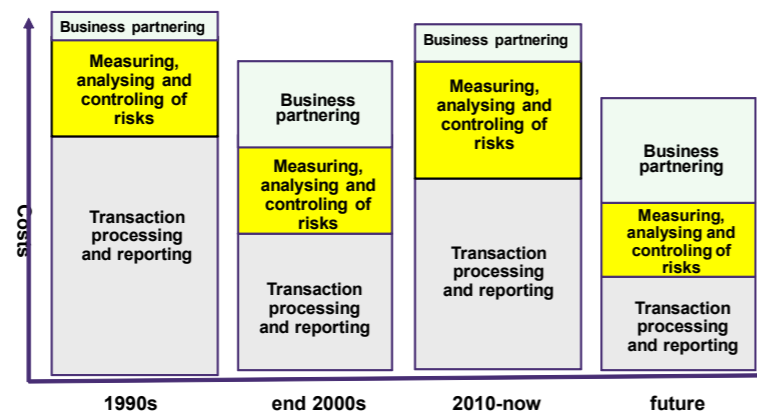 Business partnering
Measuring,
analysing and
controling of
risks
Transaction
processing
and reporting
Business
partnering
Measuring,
analysing and
controling of
risks
Transaction
processing
and reporting
Business partnering
Measuring,
analysing and
controling of
risks
Transaction
processing
and reporting
Business
partnering
Measuring,
analysing and
controling of
risks
Transaction
processing
and reporting
Costs
1990s
end 2000s
2010-now
future